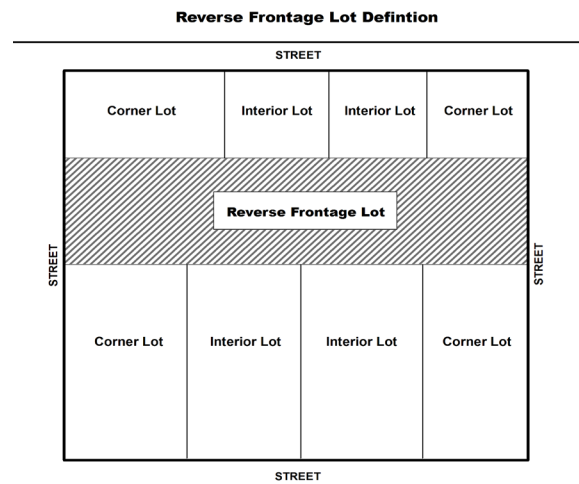 Reverse Frontage Lot Defintion
STREET
Corner Lot Interior Lot Interior Lot Corner Lot
Reverse Frontage Lot
STREET
STREET
Corner Lot Interior Lot Interior Lot Corner Lot
STREET